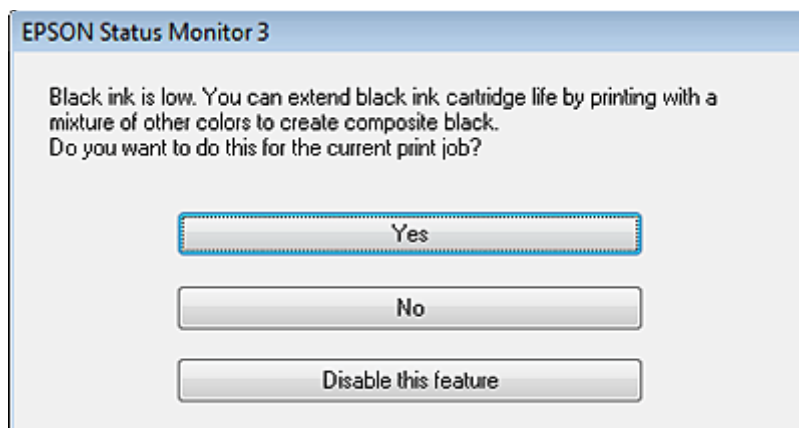 EPSON Status Monitor 3
Black ink is low. You can extend black ink cartridge life by printing with a
mixture of other colors to create composite black.
Do you want to do this for the current print job?
Yes
No
Disable this feature